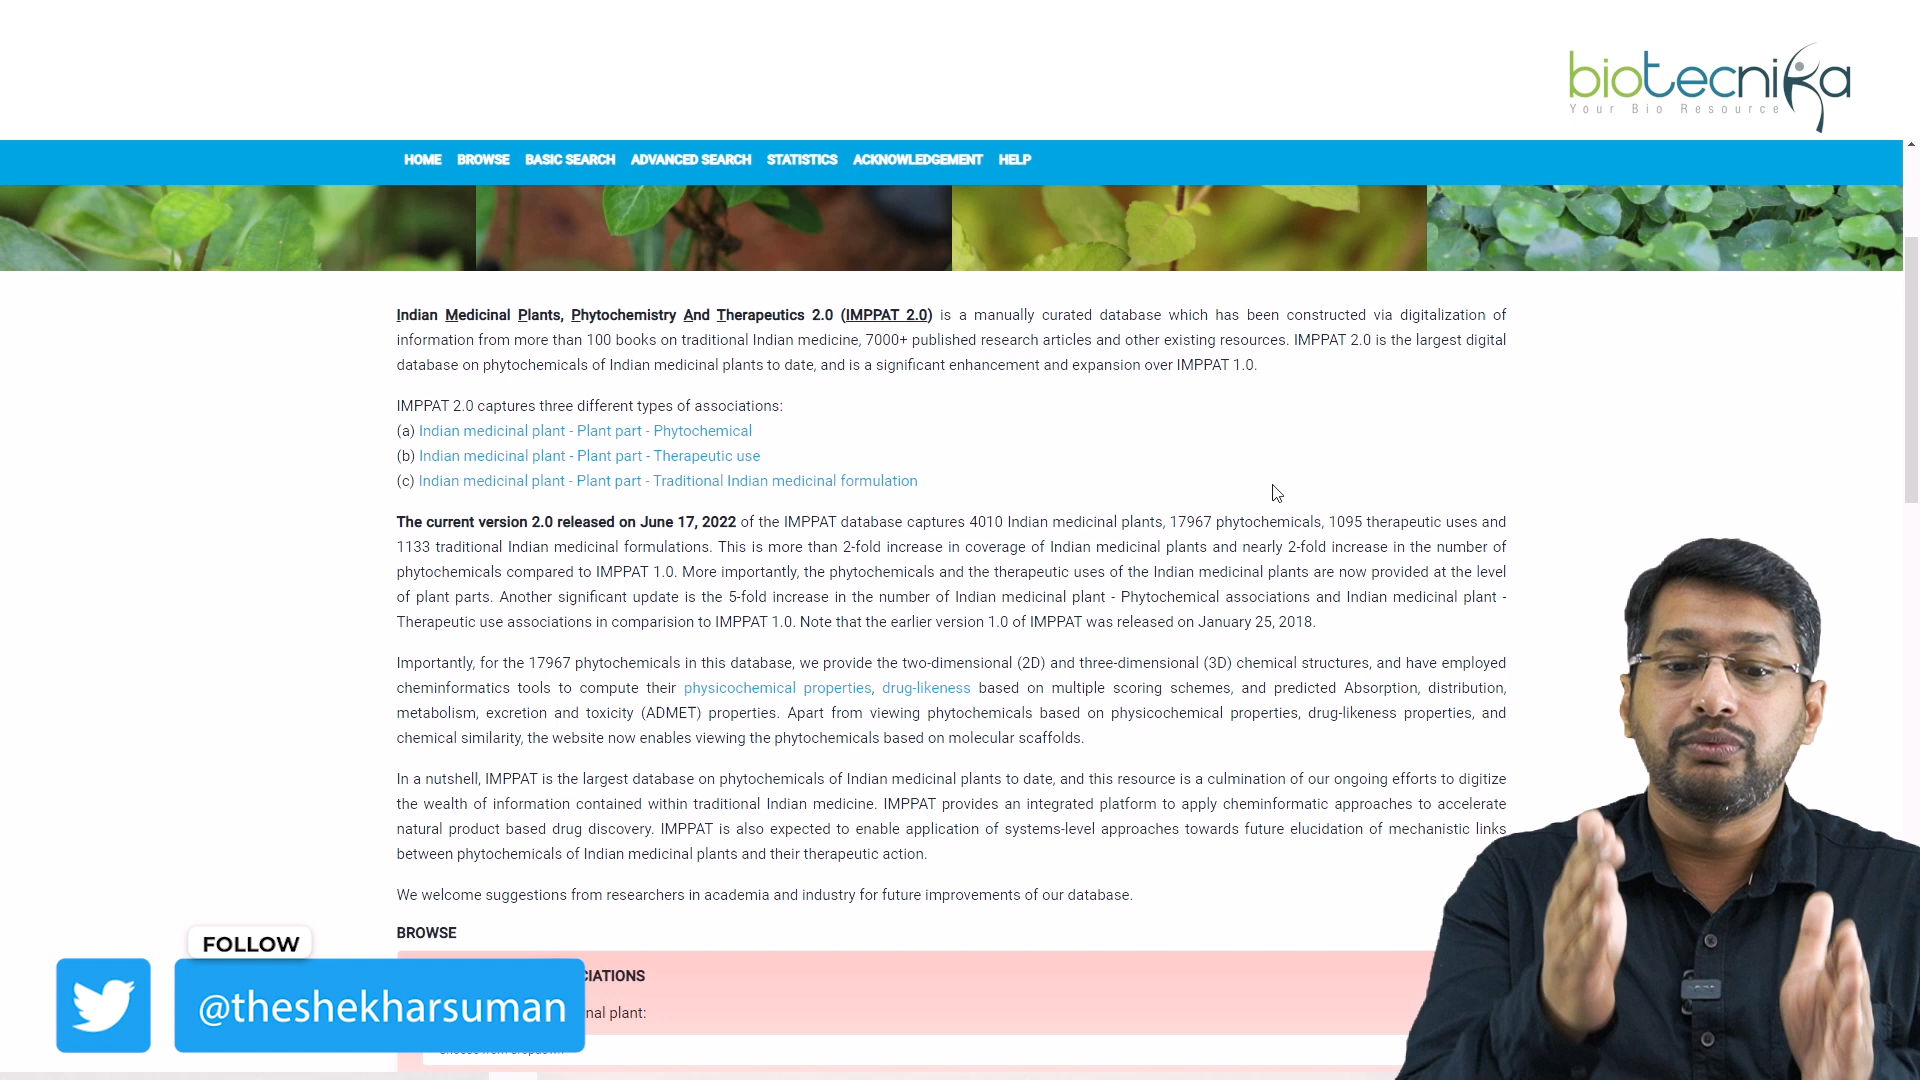 biotecnika
Your Bio Resource
HOME BROWSE BASIC SEARCH ADVANCED SEARCH STATISTICS ACKNOWLEDGEMENT HELP
Indian Medicinal Plants, Phytochemistry And Therapeutics 2.0 (IMPPAT 2.0) is a manually curated database which has been constructed via digitalization of
information from more than 100 books on traditional Indian medicine, 7000+ published research articles and other existing resources. IMPPAT 2.0 is the largest digital
database on phytochemicals of Indian medicinal plants to date, and is a significant enhancement and expansion over IMPPAT 1.0.
IMPPAT 2.0 captures three different types of associations:
(a) Indian medicinal plant - Plant part - Phytochemical
(b) Indian medicinal plant - Plant part - Therapeutic use
(c) Indian medicinal plant - Plant part - Traditional Indian medicinal formulation
The current version 2.0 released on June 17, 2022 of the IMPPAT database captures 4010 Indian medicinal plants, 17967 phytochemicals, 1095 therapeutic uses and
1133 traditional Indian medicinal formulations. This is more than 2-fold increase in coverage of Indian medicinal plants and nearly 2-fold increase in the number of
phytochemicals compared to IMPPAT 1.0. More importantly, the phytochemicals and the therapeutic uses of the Indian medicinal plants are now provided at the level
of plant parts. Another significant update is the 5-fold increase in the number of Indian medicinal plant - Phytochemical associations and Indian medicinal plant -
Therapeutic use associations in comparision to IMPPAT 1.0. Note that the earlier version 1.0 of IMPPAT was released on January 25, 2018.
Importantly, for the 17967 phytochemicals in this database, we provide the two-dimensional (2D) and three-dimensional (3D) chemical structures, and have employed
cheminformatics tools to compute their physicochemical properties, drug-likeness based on multiple scoring schemes, and predicted Absorption, distribution,
metabolism, excretion and toxicity (ADMET) properties. Apart from viewing phytochemicals based on physicochemical properties, drug-likeness properties, and
chemical similarity, the website now enables viewing the phytochemicals based on molecular scaffolds.
In a nutshell, IMPPAT is the largest database on phytochemicals of Indian medicinal plants to date, and this resource is a culmination of our ongoing efforts to digitize
the wealth of information contained within traditional Indian medicine. IMPPAT provides an integrated platform to apply cheminformatic approaches to accelerate
natural product based drug discovery. IMPPAT is also expected to enable application of systems-level approaches towards future elucidation of mechanistic links
between phytochemicals of Indian medicinal plants and their therapeutic action.
We welcome suggestions from researchers in academia and industry for future improvements of our database.
BROWSE
CIATIONS
nal plant:
FOLLOW
@theshekharsuman